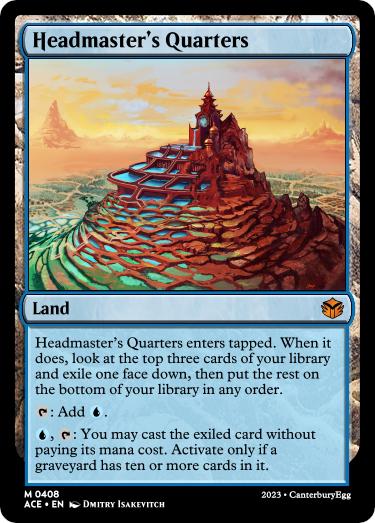 Headmaster's Quarters
Land
Headmaster's Quarters enters tapped. When it
does, look at the top three cards of your library
and exile one face down, then put the rest on
the bottom of your library in any order.
: Add .
, : You may cast the exiled card without
paying its mana cost. Activate only if a
graveyard has ten or more cards in it.
M 0408
ACE • EN Dmitry Isakevitch
2023 • CanterburyEgg